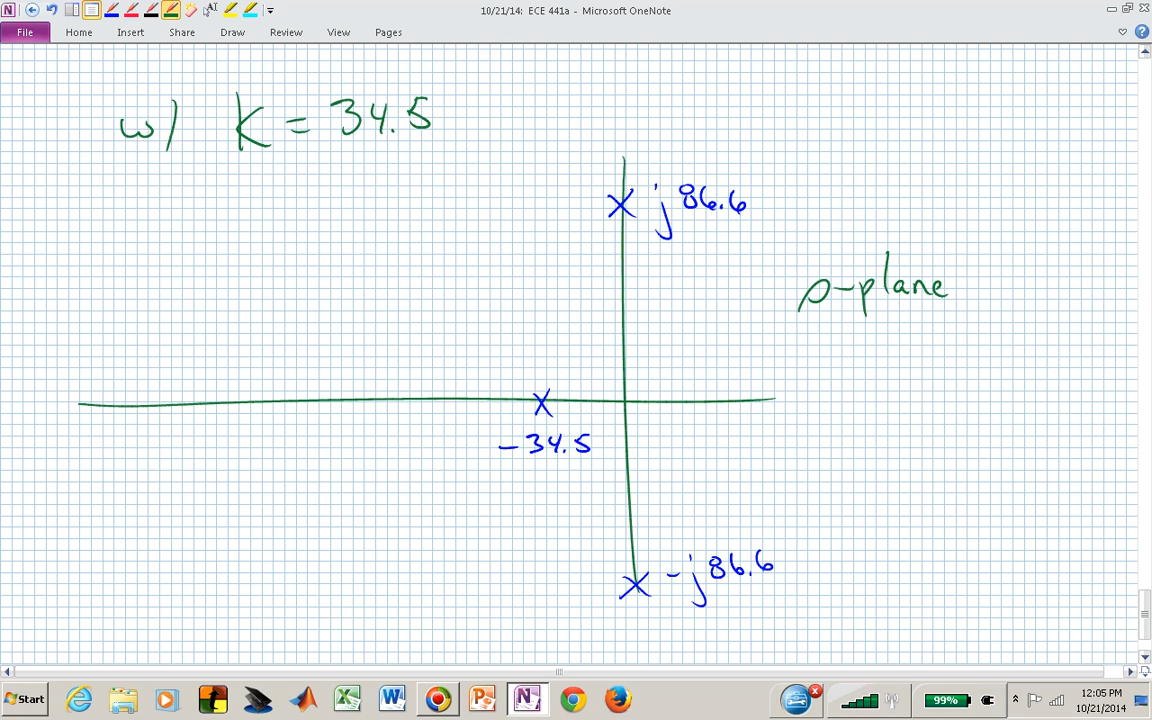 10/21/14: ECE 441a - Microsoft OneNote
File Home Insert Share Draw Review View Pages
w/ K = 34.5
j86.6
s-plane
-34.5
-j86.6
Start
99%
12:05 PM
10/21/2014